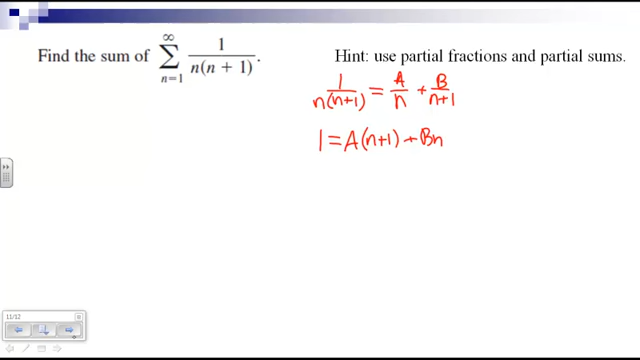 Find the sum of ∞∑n=1 1/n(n + 1).
Hint: use partial fractions and partial sums.
1/n(n+1) = A/n + B/n+1
1 = A(n+1) + Bn
11/12